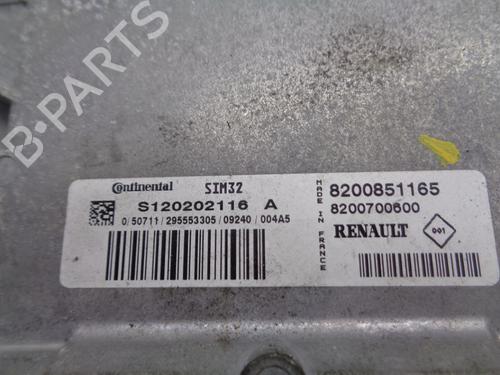 B-PARTS
Continental SIM32
S120202116 A
0/50711/295553305/09240/004A5
MADE IN FRANCE
8200851165
8200700600
RENAULT
001